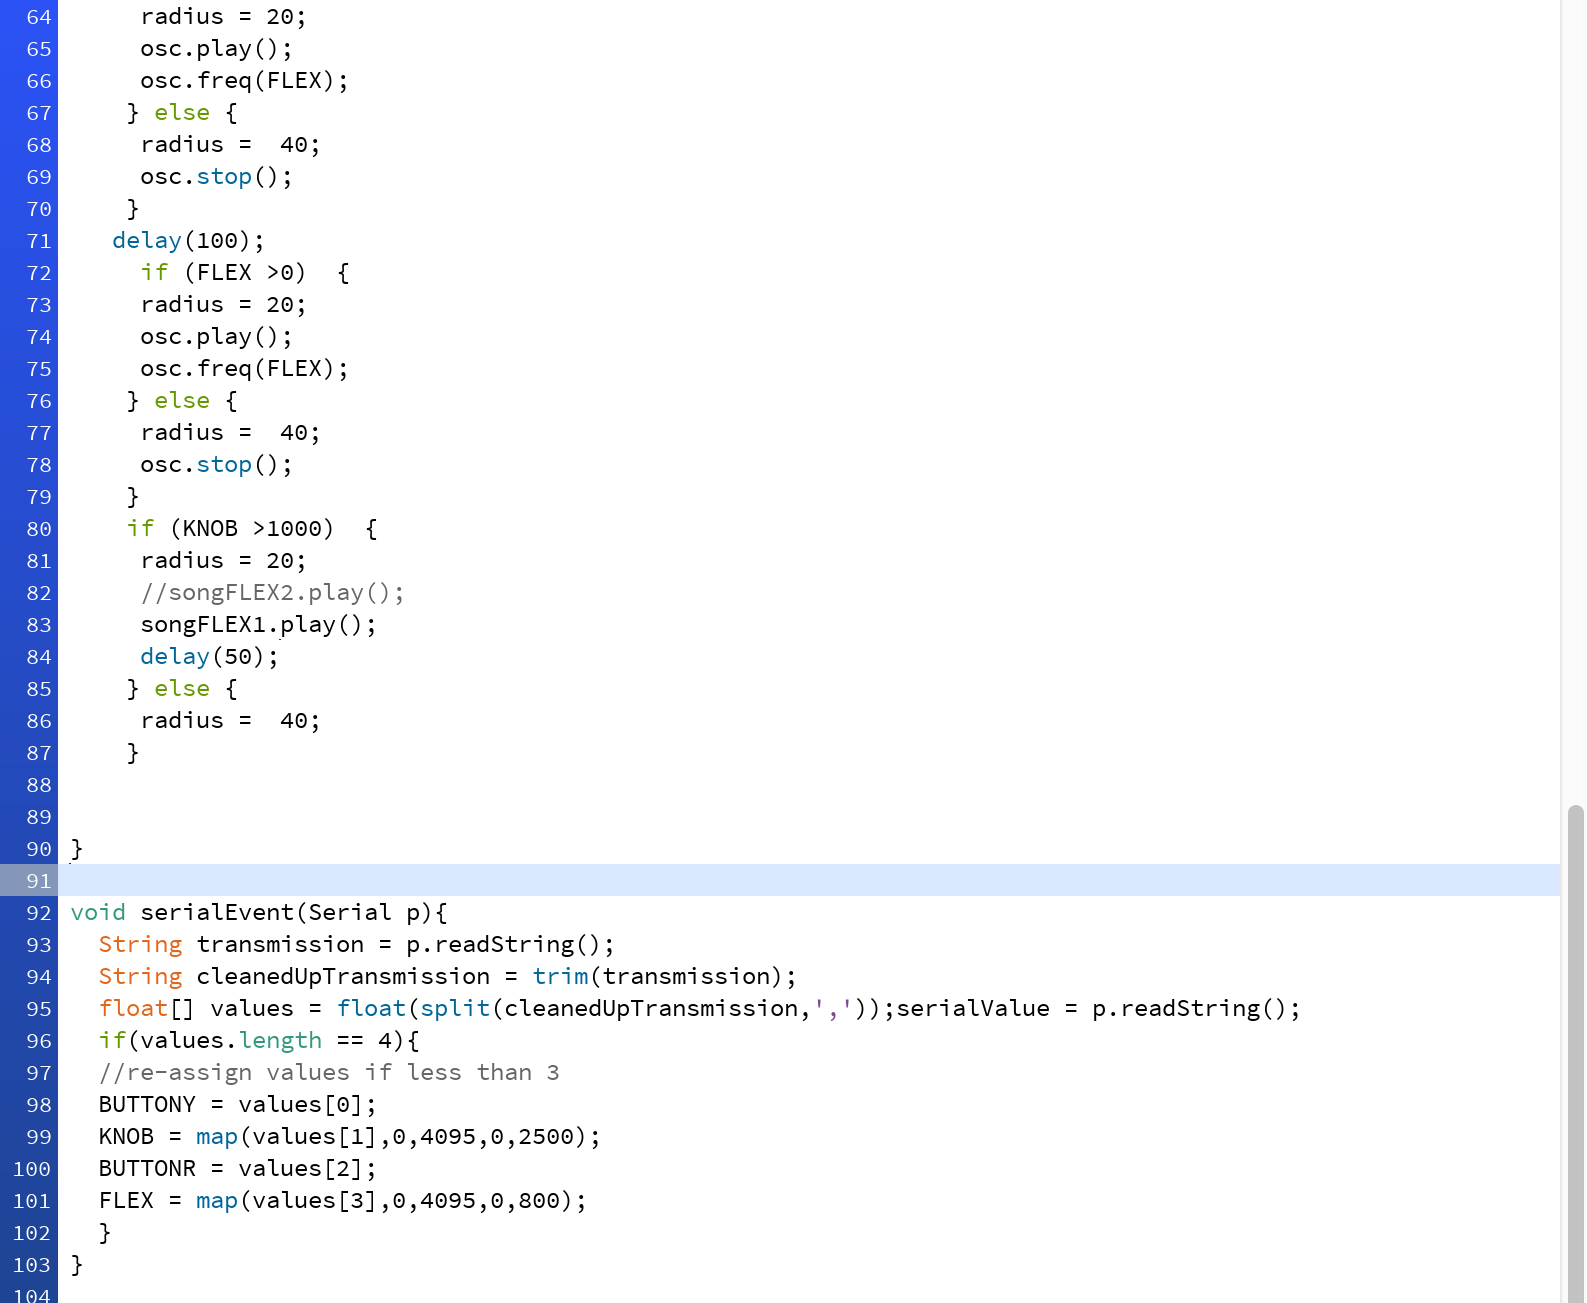 64 radius = 20;
65 osc.play();
66 osc.freq(FLEX);
67 } else {
68 radius =  40;
69 osc.stop();
70 }
71 delay(100);
72 if (FLEX >0)  {
73 radius = 20;
74 osc.play();
75 osc.freq(FLEX);
76 } else {
77 radius =  40;
78 osc.stop();
79 }
80 if (KNOB >1000)  {
81 radius = 20;
82 //songFLEX2.play();
83 songFLEX1.play();
84 delay(50);
85 } else {
86 radius =  40;
87 }
88
89
90 }
91
92 void serialEvent(Serial p){
93 String transmission = p.readString();
94 String cleanedUpTransmission = trim(transmission);
95 float[] values = float(split(cleanedUpTransmission,','));serialValue = p.readString();
96 if(values.length == 4){
97 //re-assign values if less than 3
98 BUTTONY = values[0];
99 KNOB = map(values[1],0,4095,0,2500);
100 BUTTONR = values[2];
101 FLEX = map(values[3],0,4095,0,800);
102 }
103 }
104